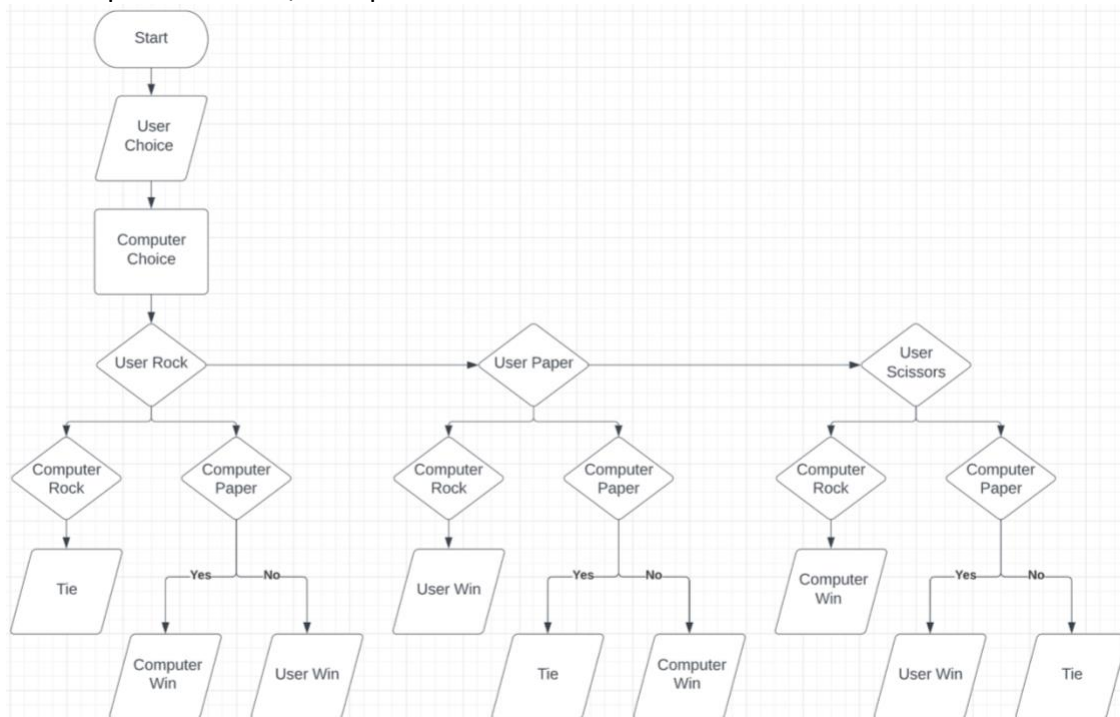 Start
User
Choice
Computer
Choice
User Rock
User Paper
User
Scissors
Computer
Rock
Computer
Paper
Computer
Rock
Computer
Paper
Computer
Rock
Computer
Paper
Tie
Yes
No
User Win
Yes
No
Computer
Win
Yes
No
Computer
Win
User Win
Tie
Computer
Win
User Win
Tie